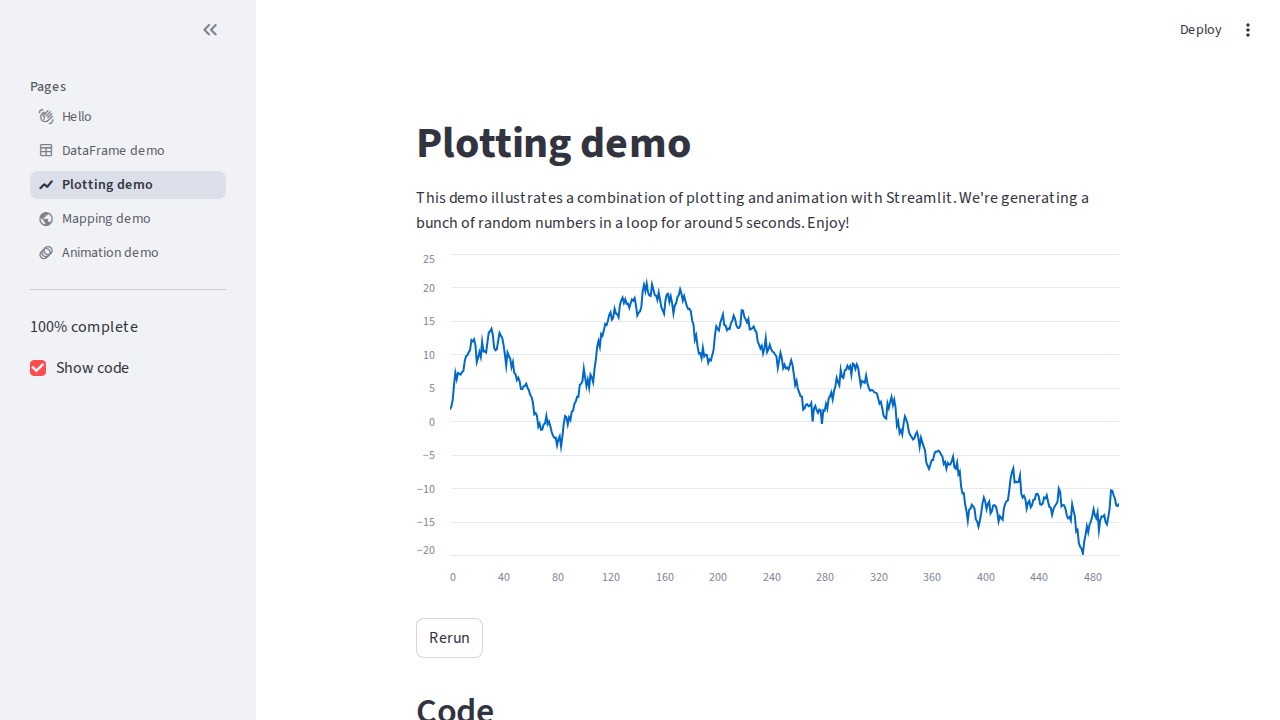 Deploy
Pages
Hello
DataFrame demo
Plotting demo
Mapping demo
Animation demo
100% complete
Show code
Plotting demo
This demo illustrates a combination of plotting and animation with Streamlit. We're generating a
bunch of random numbers in a loop for around 5 seconds. Enjoy!
25
20
15
10
5
0
−5
−10
−15
−20
0 40 80 120 160 200 240 280 320 360 400 440 480
Rerun
Code